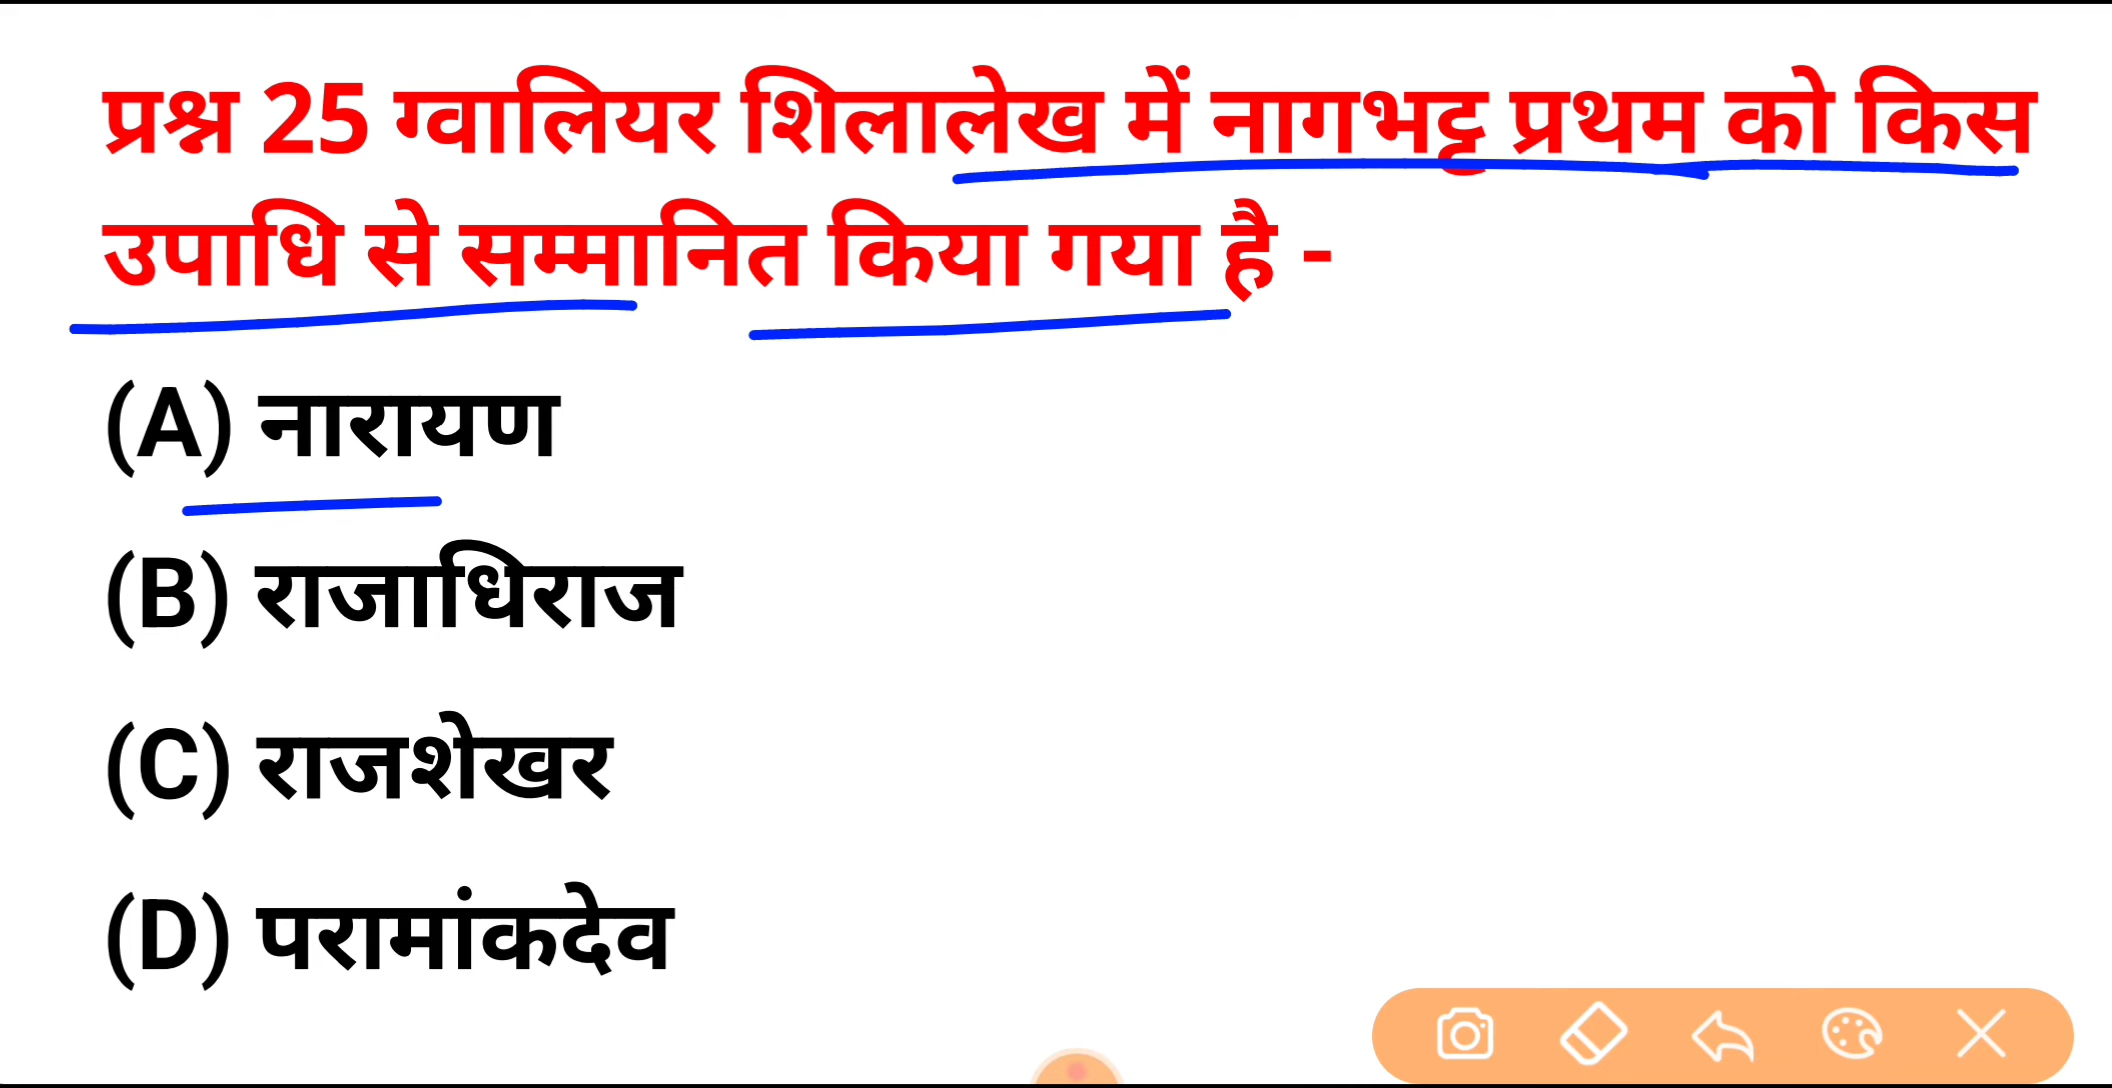 प्रश्न 25 ग्वालियर शिलालेख में नागभट्ट प्रथम को किस
उपाधि से सम्मानित किया गया है -
(A) नारायण
(B) राजाधिराज
(C) राजशेखर
(D) परामांकदेव